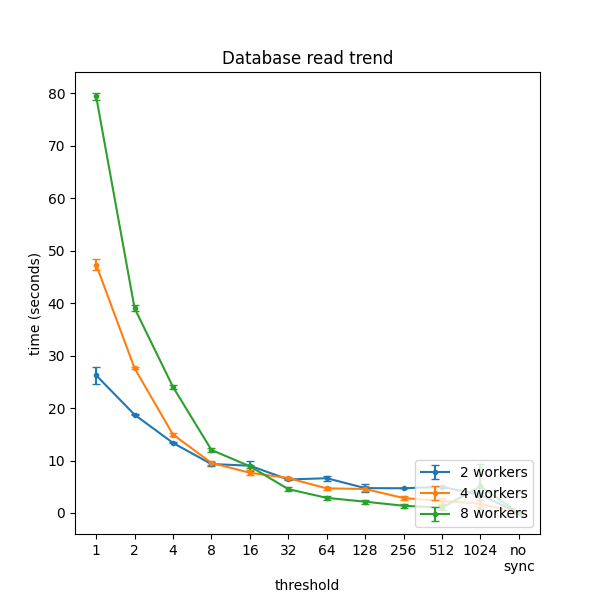 Database read trend
time (seconds)
80
70
60
50
40
30
20
10
0
2 workers
4 workers
8 workers
1 2 4 8 16 32 64 128 256 512 1024 no
sync
threshold